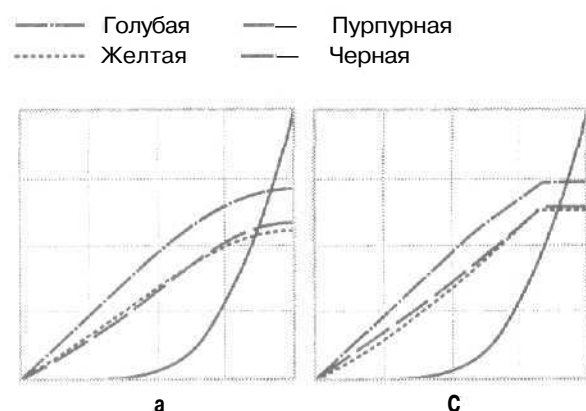 Голубая Пурпурная
Желтая Черная
а С